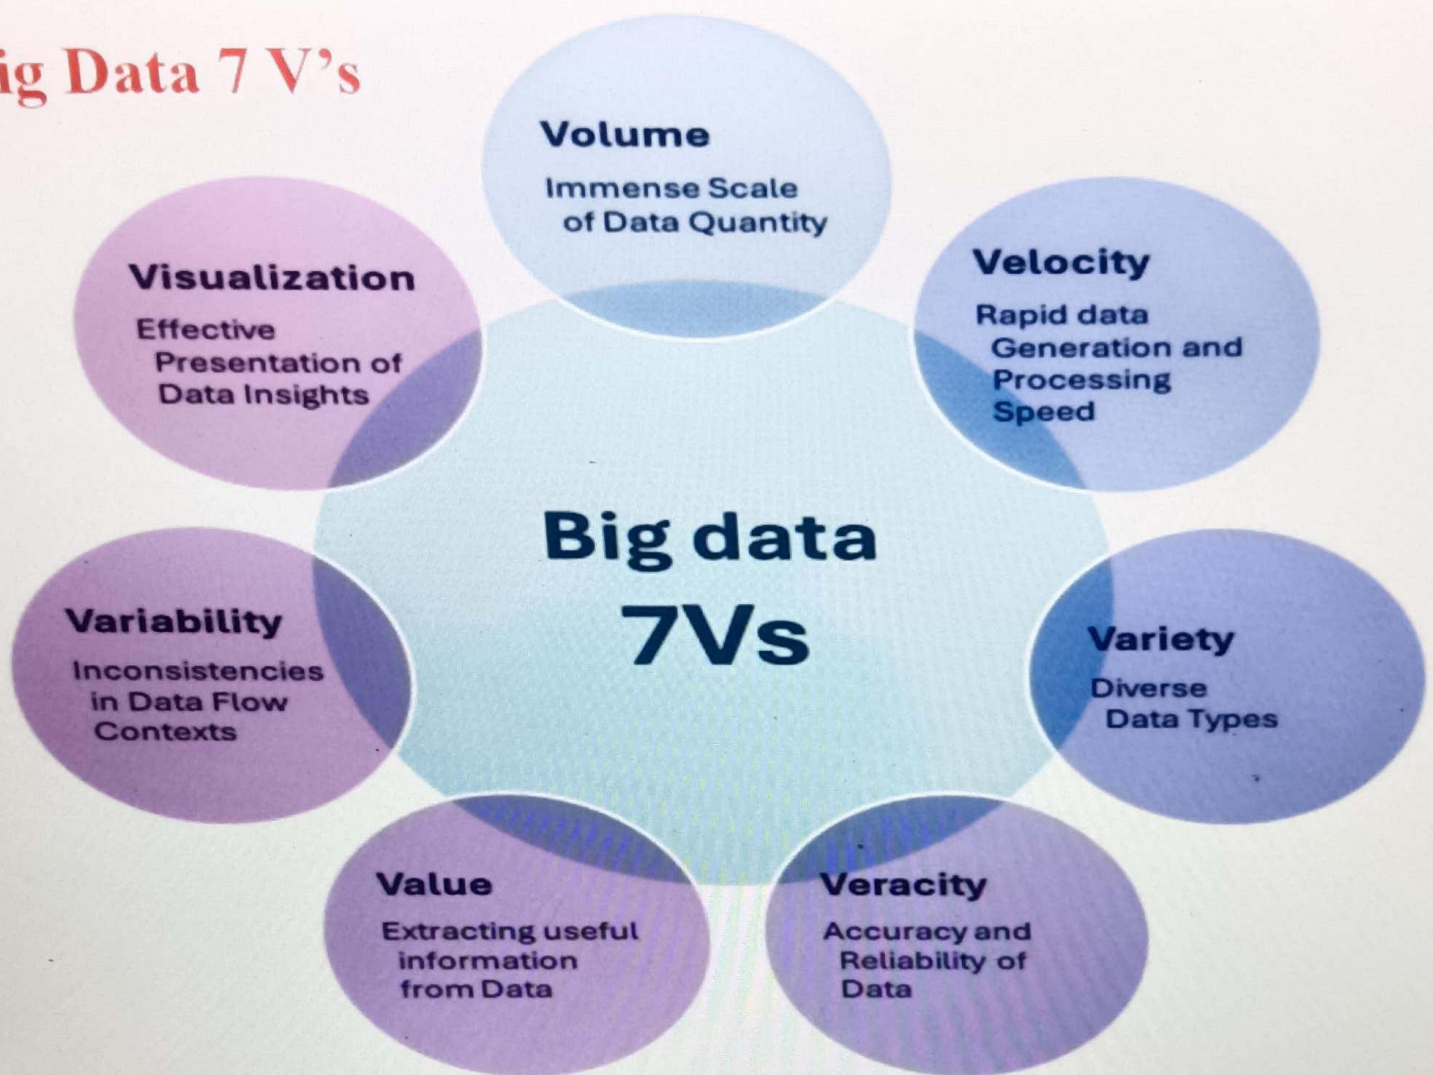 ig Data 7 V's
Volume
Immense Scale
of Data Quantity
Velocity
Rapid data
Generation and
Processing
Speed
Variety
Diverse
Data Types
Veracity
Accuracy and
Reliability of
Data
Value
Extracting useful
information
from Data
Variability
Inconsistencies
in Data Flow
Contexts
Visualization
Effective
Presentation of
Data Insights
Big data
7Vs